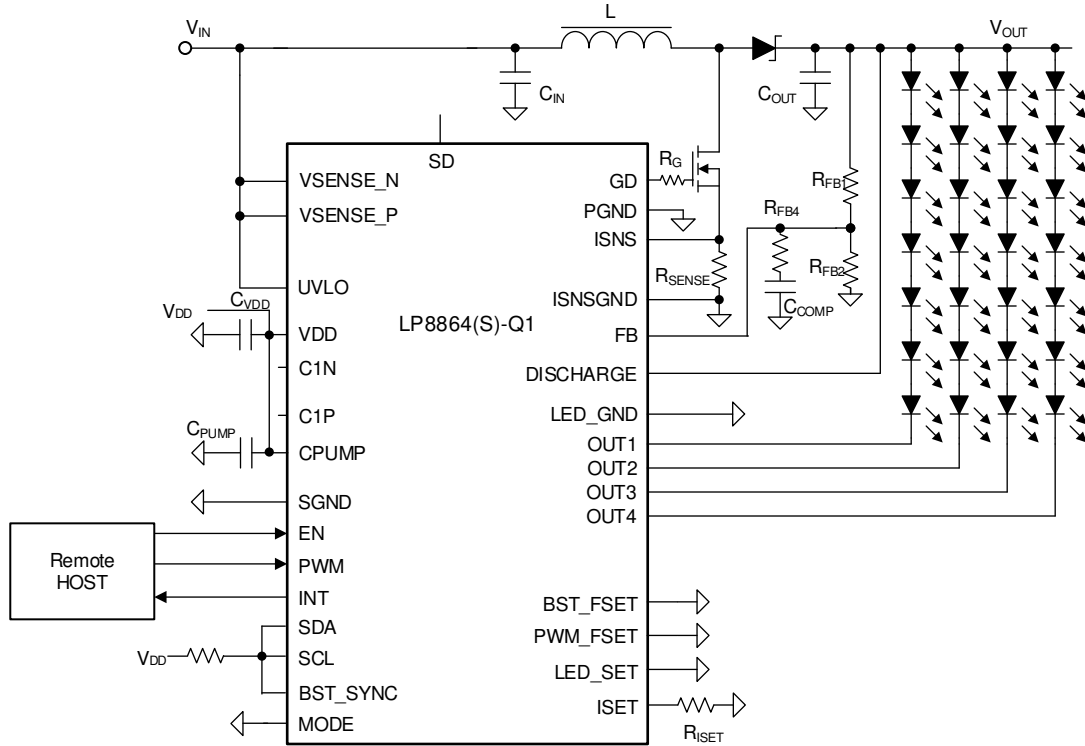 L
VIN
VOUT
CIN
COUT
SD
RG
VSENSE_N
GD
RFB1
PGND
VSENSE_P
RFB4
ISNS
RSENSE
RFB2
UVLO
ISNSGND
CVDD
CCOMP
VDD
LP8864(S)-Q1
VDD
FB
C1N
DISCHARGE
C1P
LED_GND
CPUMP
OUT1
CPUMP
OUT2
OUT3
SGND
OUT4
EN
Remote
HOST
PWM
INT
BST_FSET
SDA
PWM_FSET
VDD
SCL
LED_SET
BST_SYNC
ISET
MODE
RISET